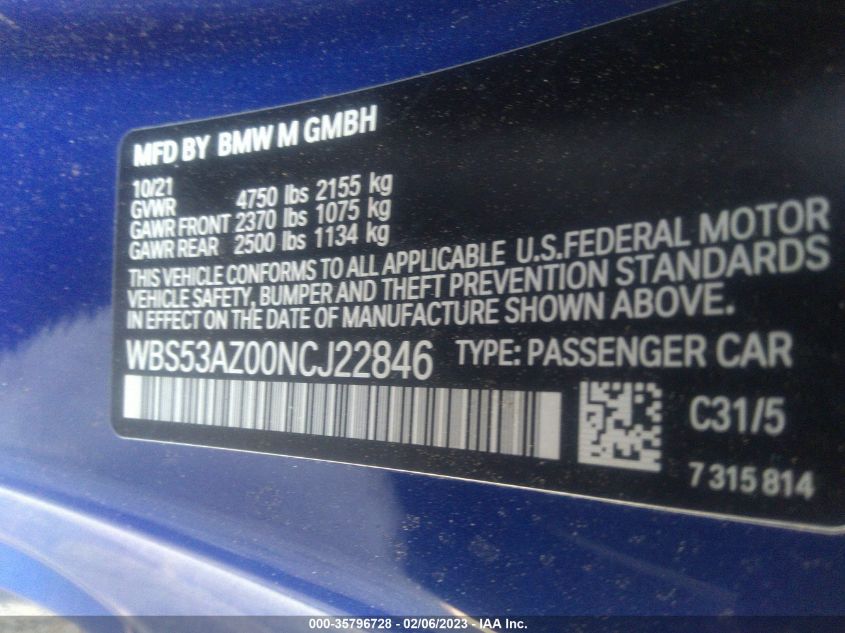 MFD BY BMW M GMBH
10/21
GVWR 4750 lbs 2155 kg
GAWR FRONT 2370 lbs 1075 kg
GAWR REAR 2500 lbs 1134 kg
THIS VEHICLE CONFORMS TO ALL APPLICABLE U.S.FEDERAL MOTOR
VEHICLE SAFETY, BUMPER AND THEFT PREVENTION STANDARDS
IN EFFECT ON THE DATE OF MANUFACTURE SHOWN ABOVE.
WBS53AZ00NCJ22846 TYPE: PASSENGER CAR
C31/5
7 315 814
000-35796728 - 02/06/2023 - IAA Inc.